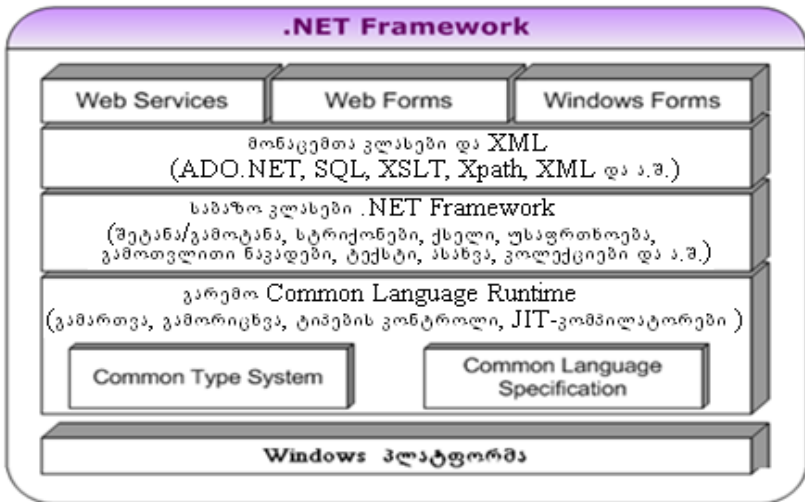 .NET Framework
Web Services
Web Forms
Windows Forms
მონაცემთა კლასები და XML
(ADO.NET, SQL, XSLT, Xpath, XML და ა.შ.)
საბაზო კლასები .NET Framework
(შეტანა/გამოტანა, სტრიქონები, ქსელი, უსაფრთხოება,
გამოთვლითი ნაკადები, ტექსტი, ასახვა, კოლექციები და ა.შ.)
გარემო Common Language Runtime
(გამართვა, გამორიცხვა, ტიპების კონტროლი, JIT-კომპილატორები )
Common Type System
Common Language
Specification
Windows პლატფორმა